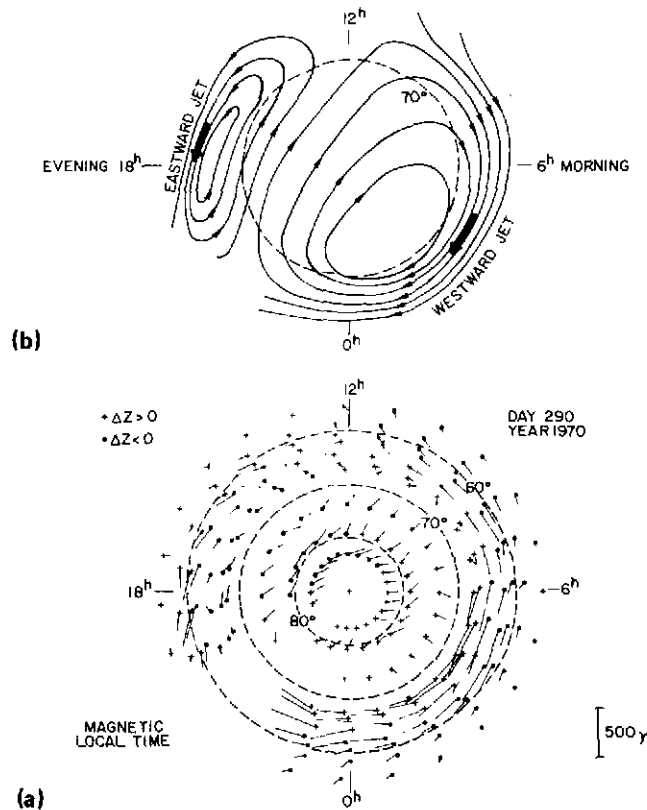 12h
EASTWARD JET
70°
EVENING 18h
6h MORNING
WESTWARD JET
0h
(b)
12h
+ ΔZ > 0
• ΔZ < 0
DAY 290
YEAR 1970
60°
70°
18h
6h
80°
MAGNETIC
LOCAL TIME
500 γ
0h
(a)